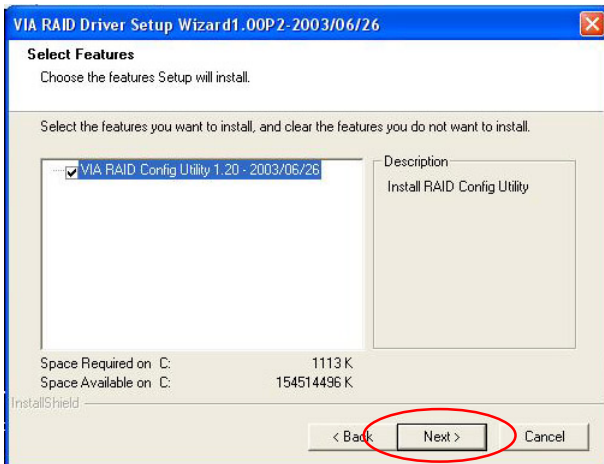 VIA RAID Driver Setup Wizard1.00P2-2003/06/26
Select Features
Choose the features Setup will install.
Select the features you want to install, and clear the features you do not want to install.
VIA RAID Config Utility 1.20 - 2003/06/26
Description
Install RAID Config Utility
Space Required on C: 1113 K
Space Available on C: 154514496 K
InstallShield
< Back Next > Cancel